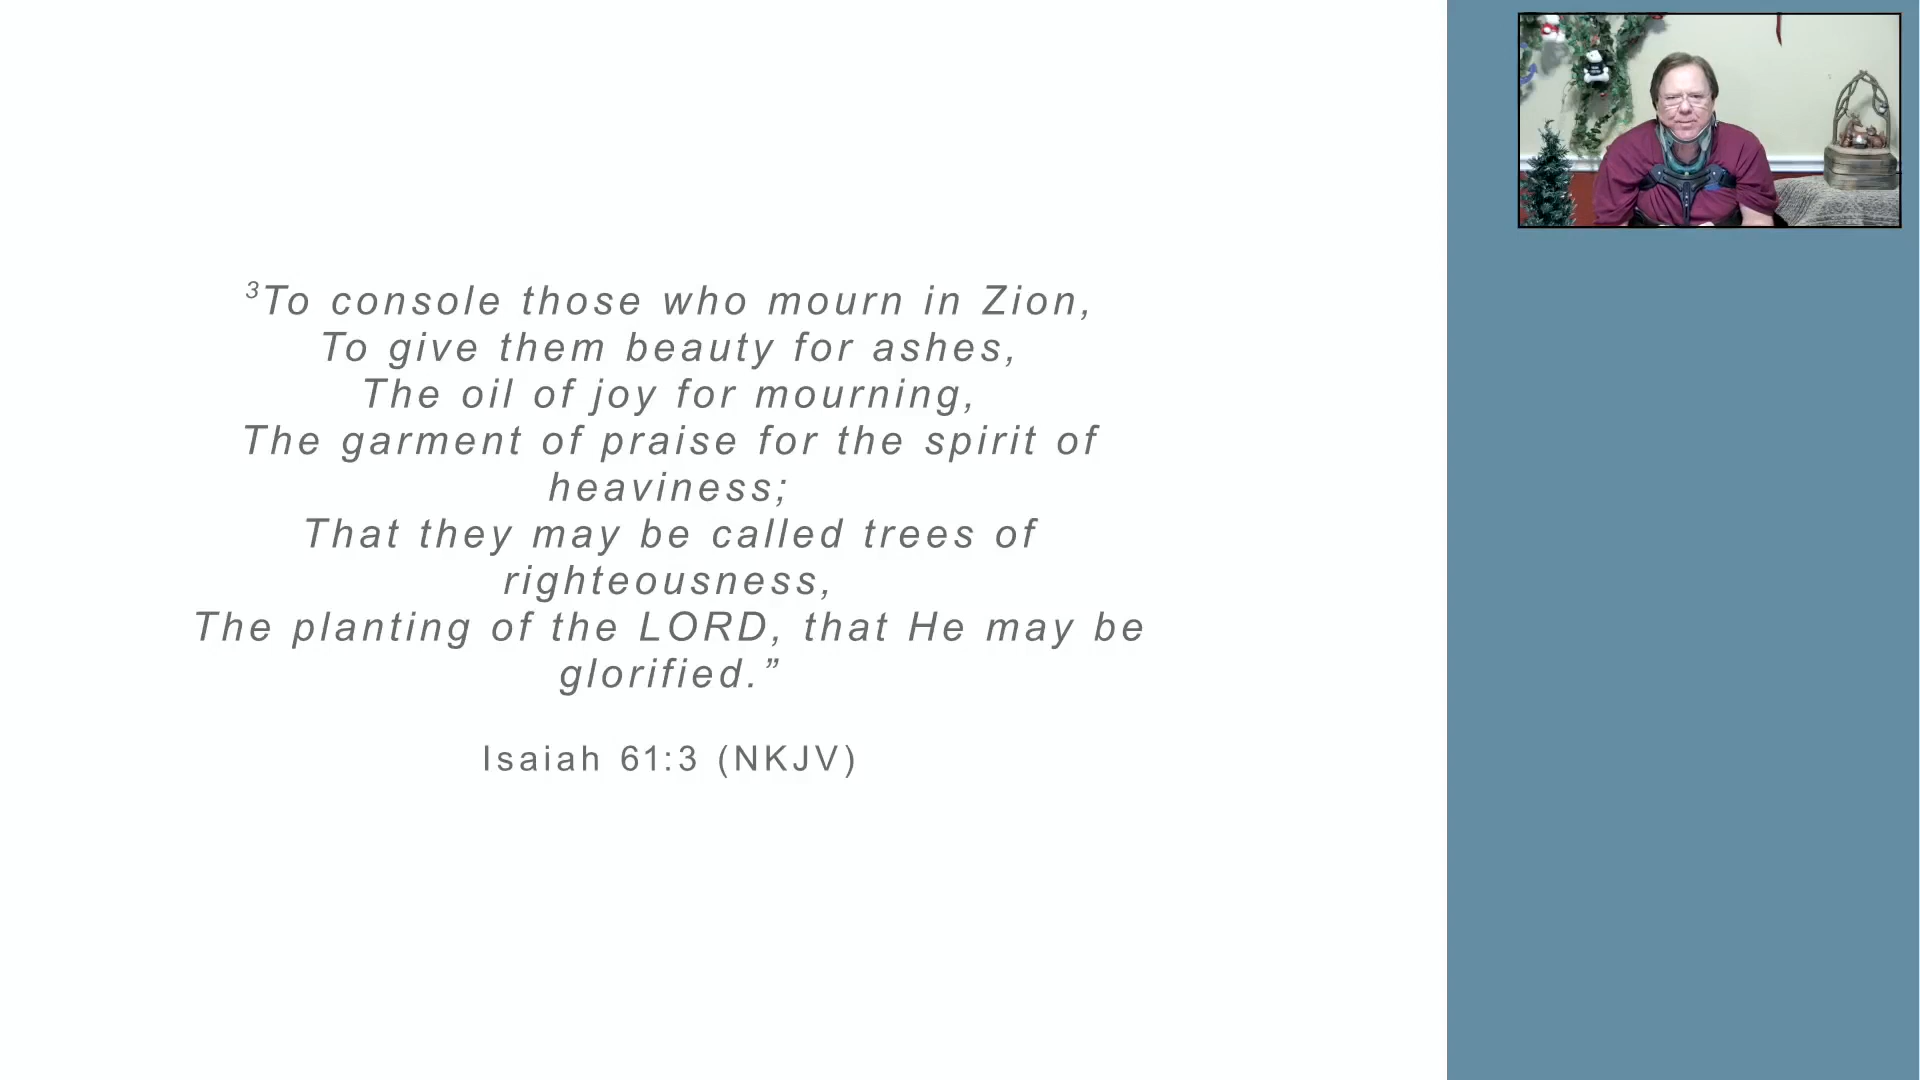 ³To console those who mourn in Zion,
To give them beauty for ashes,
The oil of joy for mourning,
The garment of praise for the spirit of
heaviness;
That they may be called trees of
righteousness,
The planting of the LORD, that He may be
glorified.”
Isaiah 61:3 (NKJV)